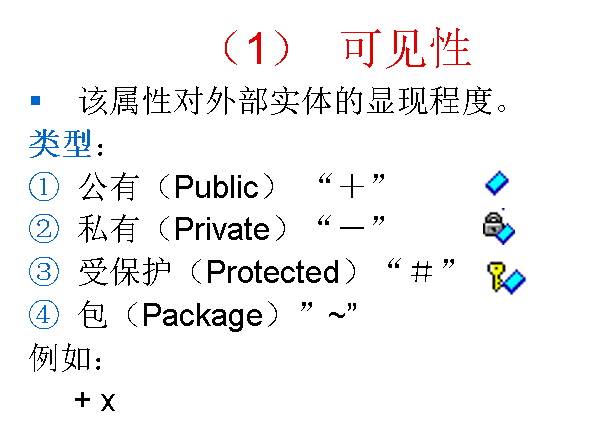 （1） 可见性
▪ 该属性对外部实体的显现程度。
类型：
① 公有（Public） “＋”
② 私有（Private）“－”
③ 受保护（Protected）“＃”
④ 包（Package）”~”
例如：
+ x